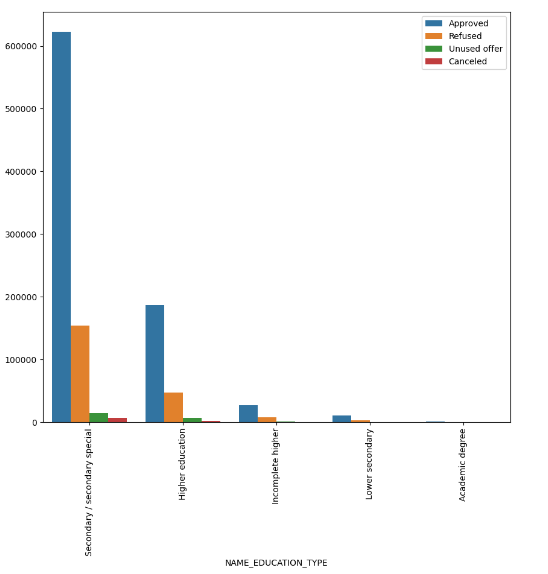 Approved
Refused
Unused offer
Canceled
600000
500000
400000
300000
200000
100000
0
Secondary / secondary special
Higher education
Incomplete higher
Lower secondary
Academic degree
NAME_EDUCATION_TYPE